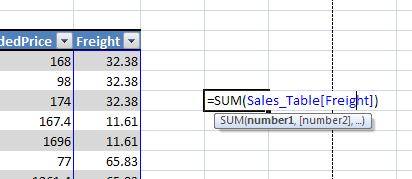 dedPrice Freight
168 32.38
98 32.38
174 32.38
=SUM(Sales_Table[Freight])
167.4 11.61
SUM(number1, [number2], ...)
1696 11.61
77 65.83